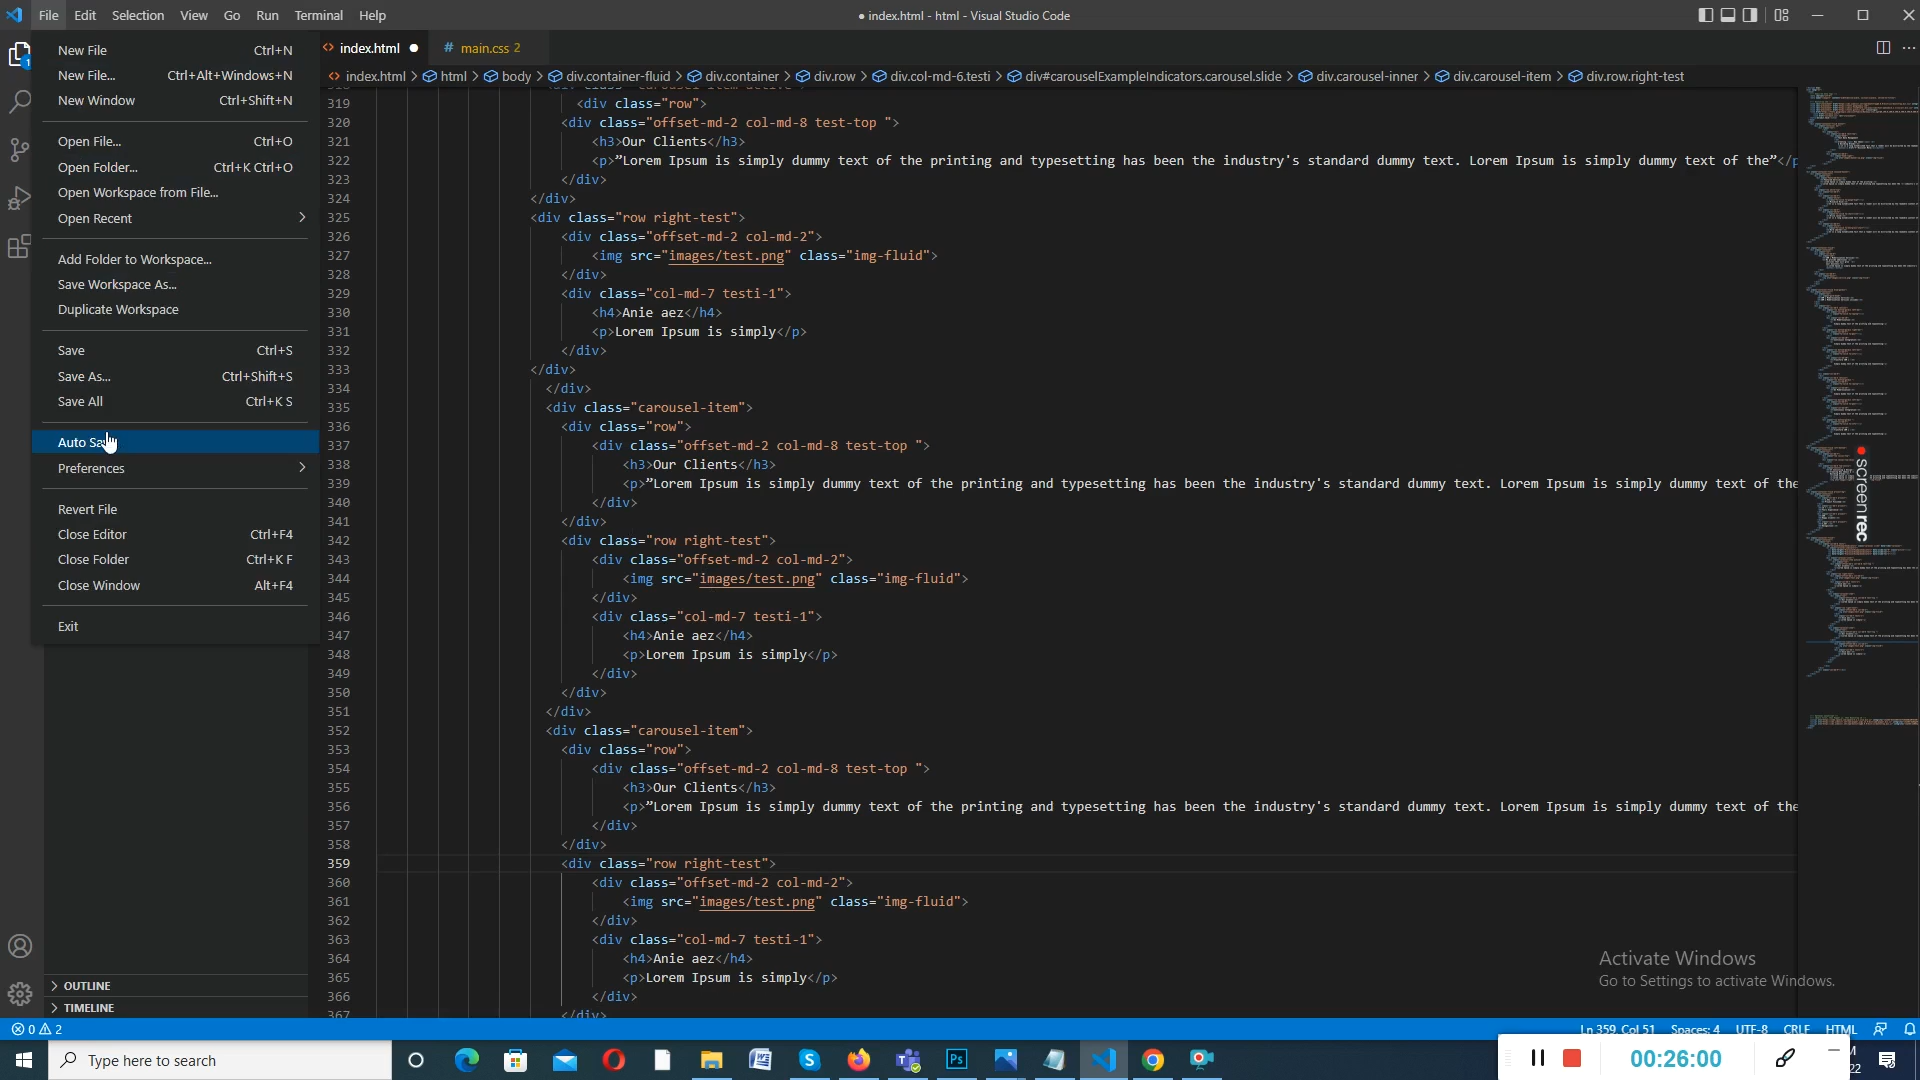 File Edit Selection View Go Run Terminal Help
● index.html - html - Visual Studio Code
New File Ctrl+N
New File... Ctrl+Alt+Windows+N
New Window Ctrl+Shift+N
Open File... Ctrl+O
Open Folder... Ctrl+K Ctrl+O
Open Workspace from File...
Open Recent
Add Folder to Workspace...
Save Workspace As...
Duplicate Workspace
Save Ctrl+S
Save As... Ctrl+Shift+S
Save All Ctrl+K S
Auto Sa
Preferences
Revert File
Close Editor Ctrl+F4
Close Folder Ctrl+K F
Close Window Alt+F4
Exit
OUTLINE
TIMELINE
index.html ● # main.css 2
index.html > html > body > div.container-fluid > div.container > div.row > div.col-md-6.testi > div#carouselExampleIndicators.carousel.slide > div.carousel-inner > div.carousel-item > div.row.right-test
319 <div class="row">
320 <div class="offset-md-2 col-md-8 test-top ">
321 <h3>Our Clients</h3>
322 <p>”Lorem Ipsum is simply dummy text of the printing and typesetting has been the industry's standard dummy text. Lorem Ipsum is simply dummy text of the”</p
323 </div>
324 </div>
325 <div class="row right-test">
326 <div class="offset-md-2 col-md-2">
327 <img src="images/test.png" class="img-fluid">
328 </div>
329 <div class="col-md-7 testi-1">
330 <h4>Anie aez</h4>
331 <p>Lorem Ipsum is simply</p>
332 </div>
333 </div>
334 </div>
335 <div class="carousel-item">
336 <div class="row">
337 <div class="offset-md-2 col-md-8 test-top ">
338 <h3>Our Clients</h3>
339 <p>”Lorem Ipsum is simply dummy text of the printing and typesetting has been the industry's standard dummy text. Lorem Ipsum is simply dummy text of the
340 </div>
341 </div>
342 <div class="row right-test">
343 <div class="offset-md-2 col-md-2">
344 <img src="images/test.png" class="img-fluid">
345 </div>
346 <div class="col-md-7 testi-1">
347 <h4>Anie aez</h4>
348 <p>Lorem Ipsum is simply</p>
349 </div>
350 </div>
351 </div>
352 <div class="carousel-item">
353 <div class="row">
354 <div class="offset-md-2 col-md-8 test-top ">
355 <h3>Our Clients</h3>
356 <p>”Lorem Ipsum is simply dummy text of the printing and typesetting has been the industry's standard dummy text. Lorem Ipsum is simply dummy text of the
357 </div>
358 </div>
359 <div class="row right-test">
360 <div class="offset-md-2 col-md-2">
361 <img src="images/test.png" class="img-fluid">
362 </div>
363 <div class="col-md-7 testi-1">
364 <h4>Anie aez</h4>
365 <p>Lorem Ipsum is simply</p>
366 </div>
367 </div>
screenrec
Activate Windows
Go to Settings to activate Windows.
0 2
Ln 359, Col 51 Spaces: 4 UTF-8 CRLF HTML
Type here to search
00:26:00